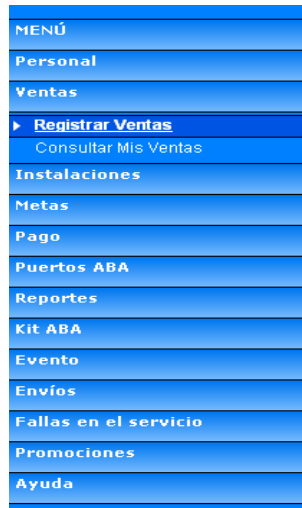 MENÚ
Personal
Ventas
Registrar Ventas
Consultar Mis Ventas
Instalaciones
Metas
Pago
Puertos ABA
Reportes
Kit ABA
Evento
Envíos
Fallas en el servicio
Promociones
Ayuda